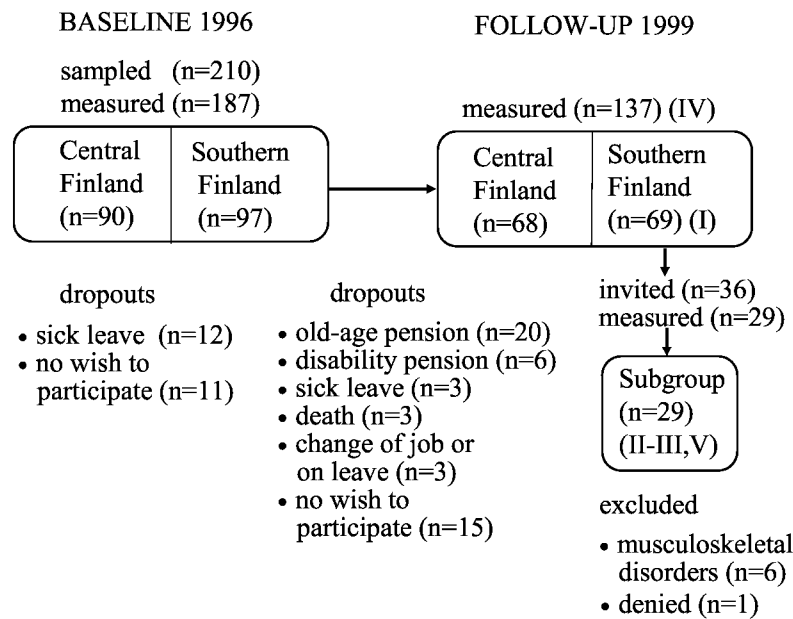 BASELINE 1996
sampled (n=210)
measured (n=187)
Central
Finland
(n=90)
Southern
Finland
(n=97)
dropouts
• sick leave (n=12)
• no wish to
participate (n=11)
dropouts
• old-age pension (n=20)
• disability pension (n=6)
• sick leave (n=3)
• death (n=3)
• change of job or
on leave (n=3)
• no wish to
participate (n=15)
FOLLOW-UP 1999
measured (n=137) (IV)
Central
Finland
(n=68)
Southern
Finland
(n=69) (I)
invited (n=36)
measured (n=29)
Subgroup
(n=29)
(II-III,V)
excluded
• musculoskeletal
disorders (n=6)
• denied (n=1)